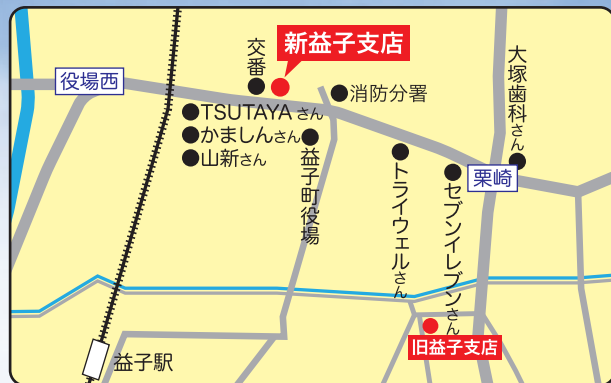 新益子支店
交番
役場西
消防分署
大塚歯科さん
TSUTAYAさん
かましんさん
山新さん
益子町役場
トライウェルさん
セブンイレブンさん
栗崎
旧益子支店
益子駅